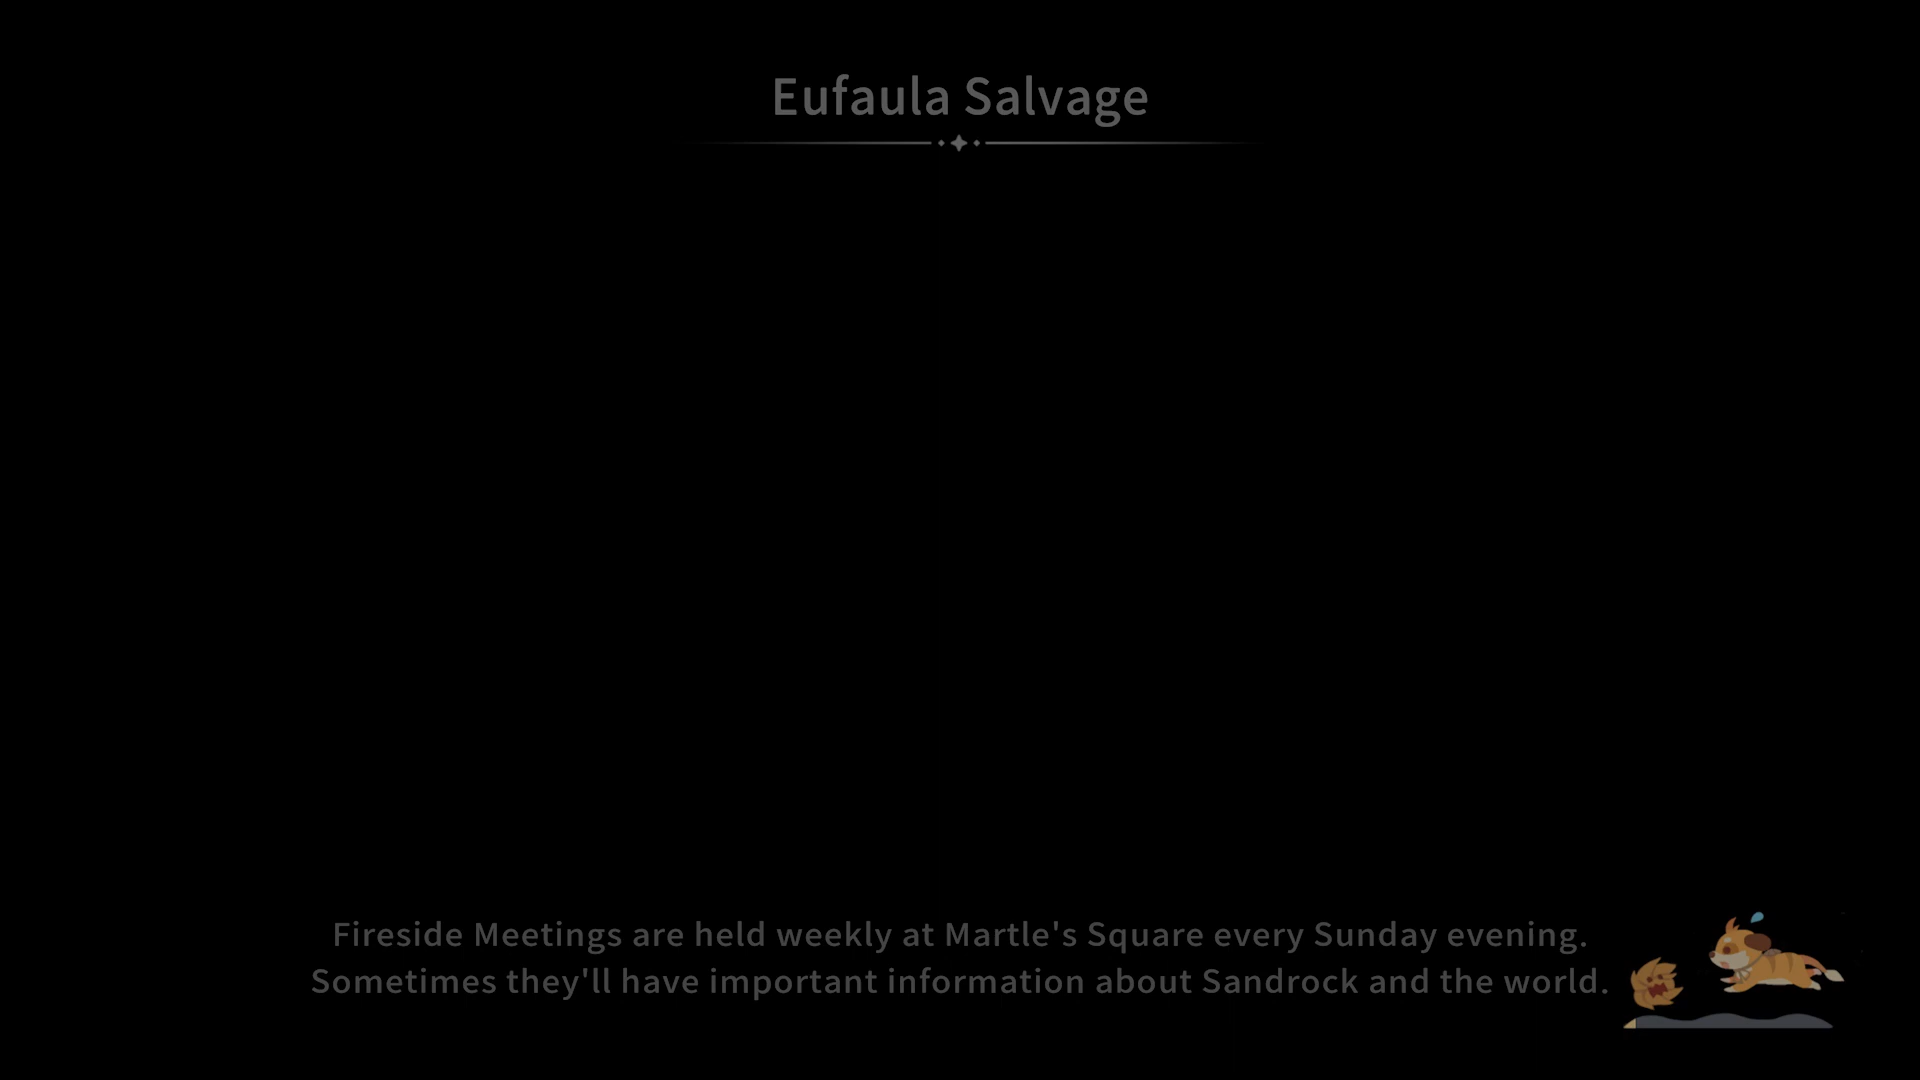 Eufaula Salvage
Fireside Meetings are held weekly at Martle's Square every Sunday evening.
Sometimes they'll have important information about Sandrock and the world.